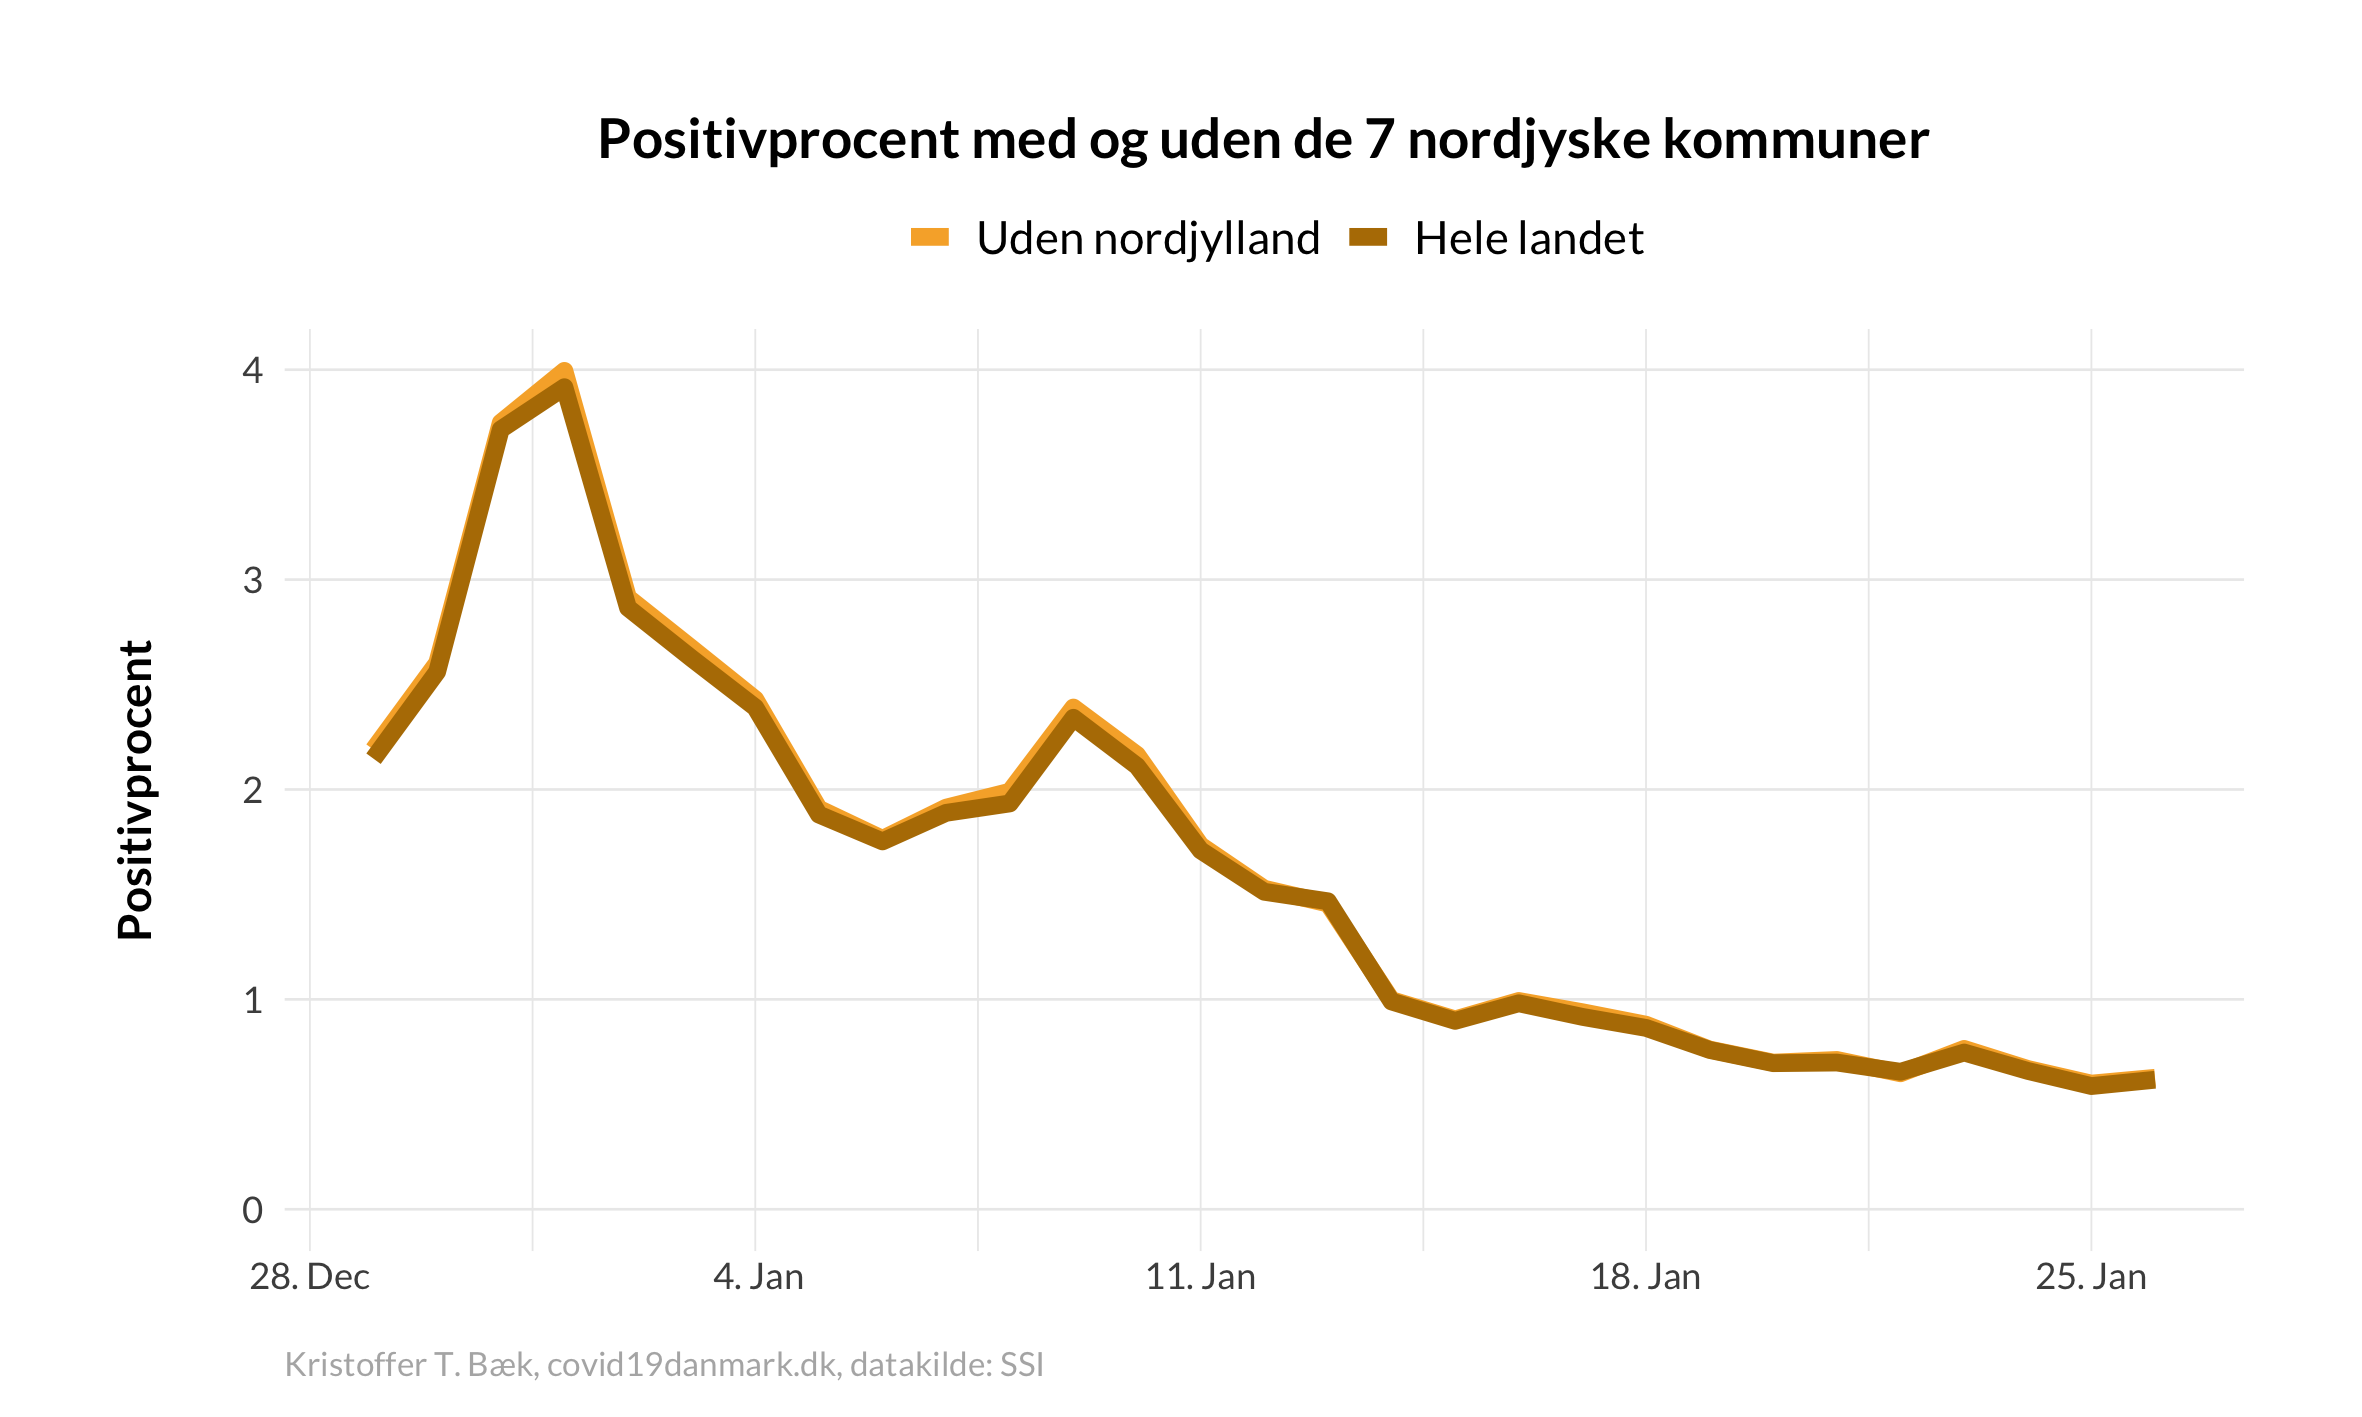 Positivprocent med og uden de 7 nordjyske kommuner
Uden nordjylland Hele landet
Positivprocent
4
3
2
1
0
28. Dec 4. Jan 11. Jan 18. Jan 25. Jan
Kristoffer T. Bæk, covid19danmark.dk, datakilde: SSI